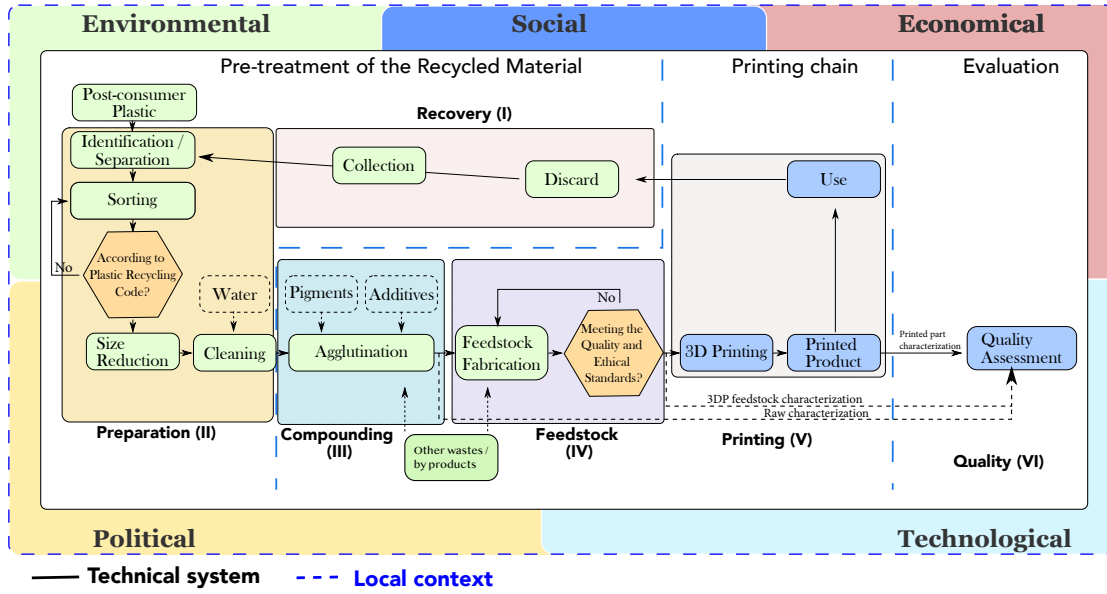 Environmental
Social
Economical
Pre-treatment of the Recycled Material
Printing chain
Evaluation
Post-consumer
Plastic
Recovery (I)
Identification /
Separation
Collection
Discard
Use
Sorting
According to
Plastic Recycling
Code?
No
Water
Pigments
Additives
No
Size
Reduction
Cleaning
Agglutination
Feedstock
Fabrication
Meeting the
Quality and
Ethical
Standards?
3D Printing
Printed
Product
Printed part
characterization
Quality
Assessment
3DP feedstock characterization
Raw characterization
Preparation (II)
Compounding
(III)
Other wastes /
by products
Feedstock
(IV)
Printing (V)
Quality (VI)
Political
Technological
Technical system
Local context